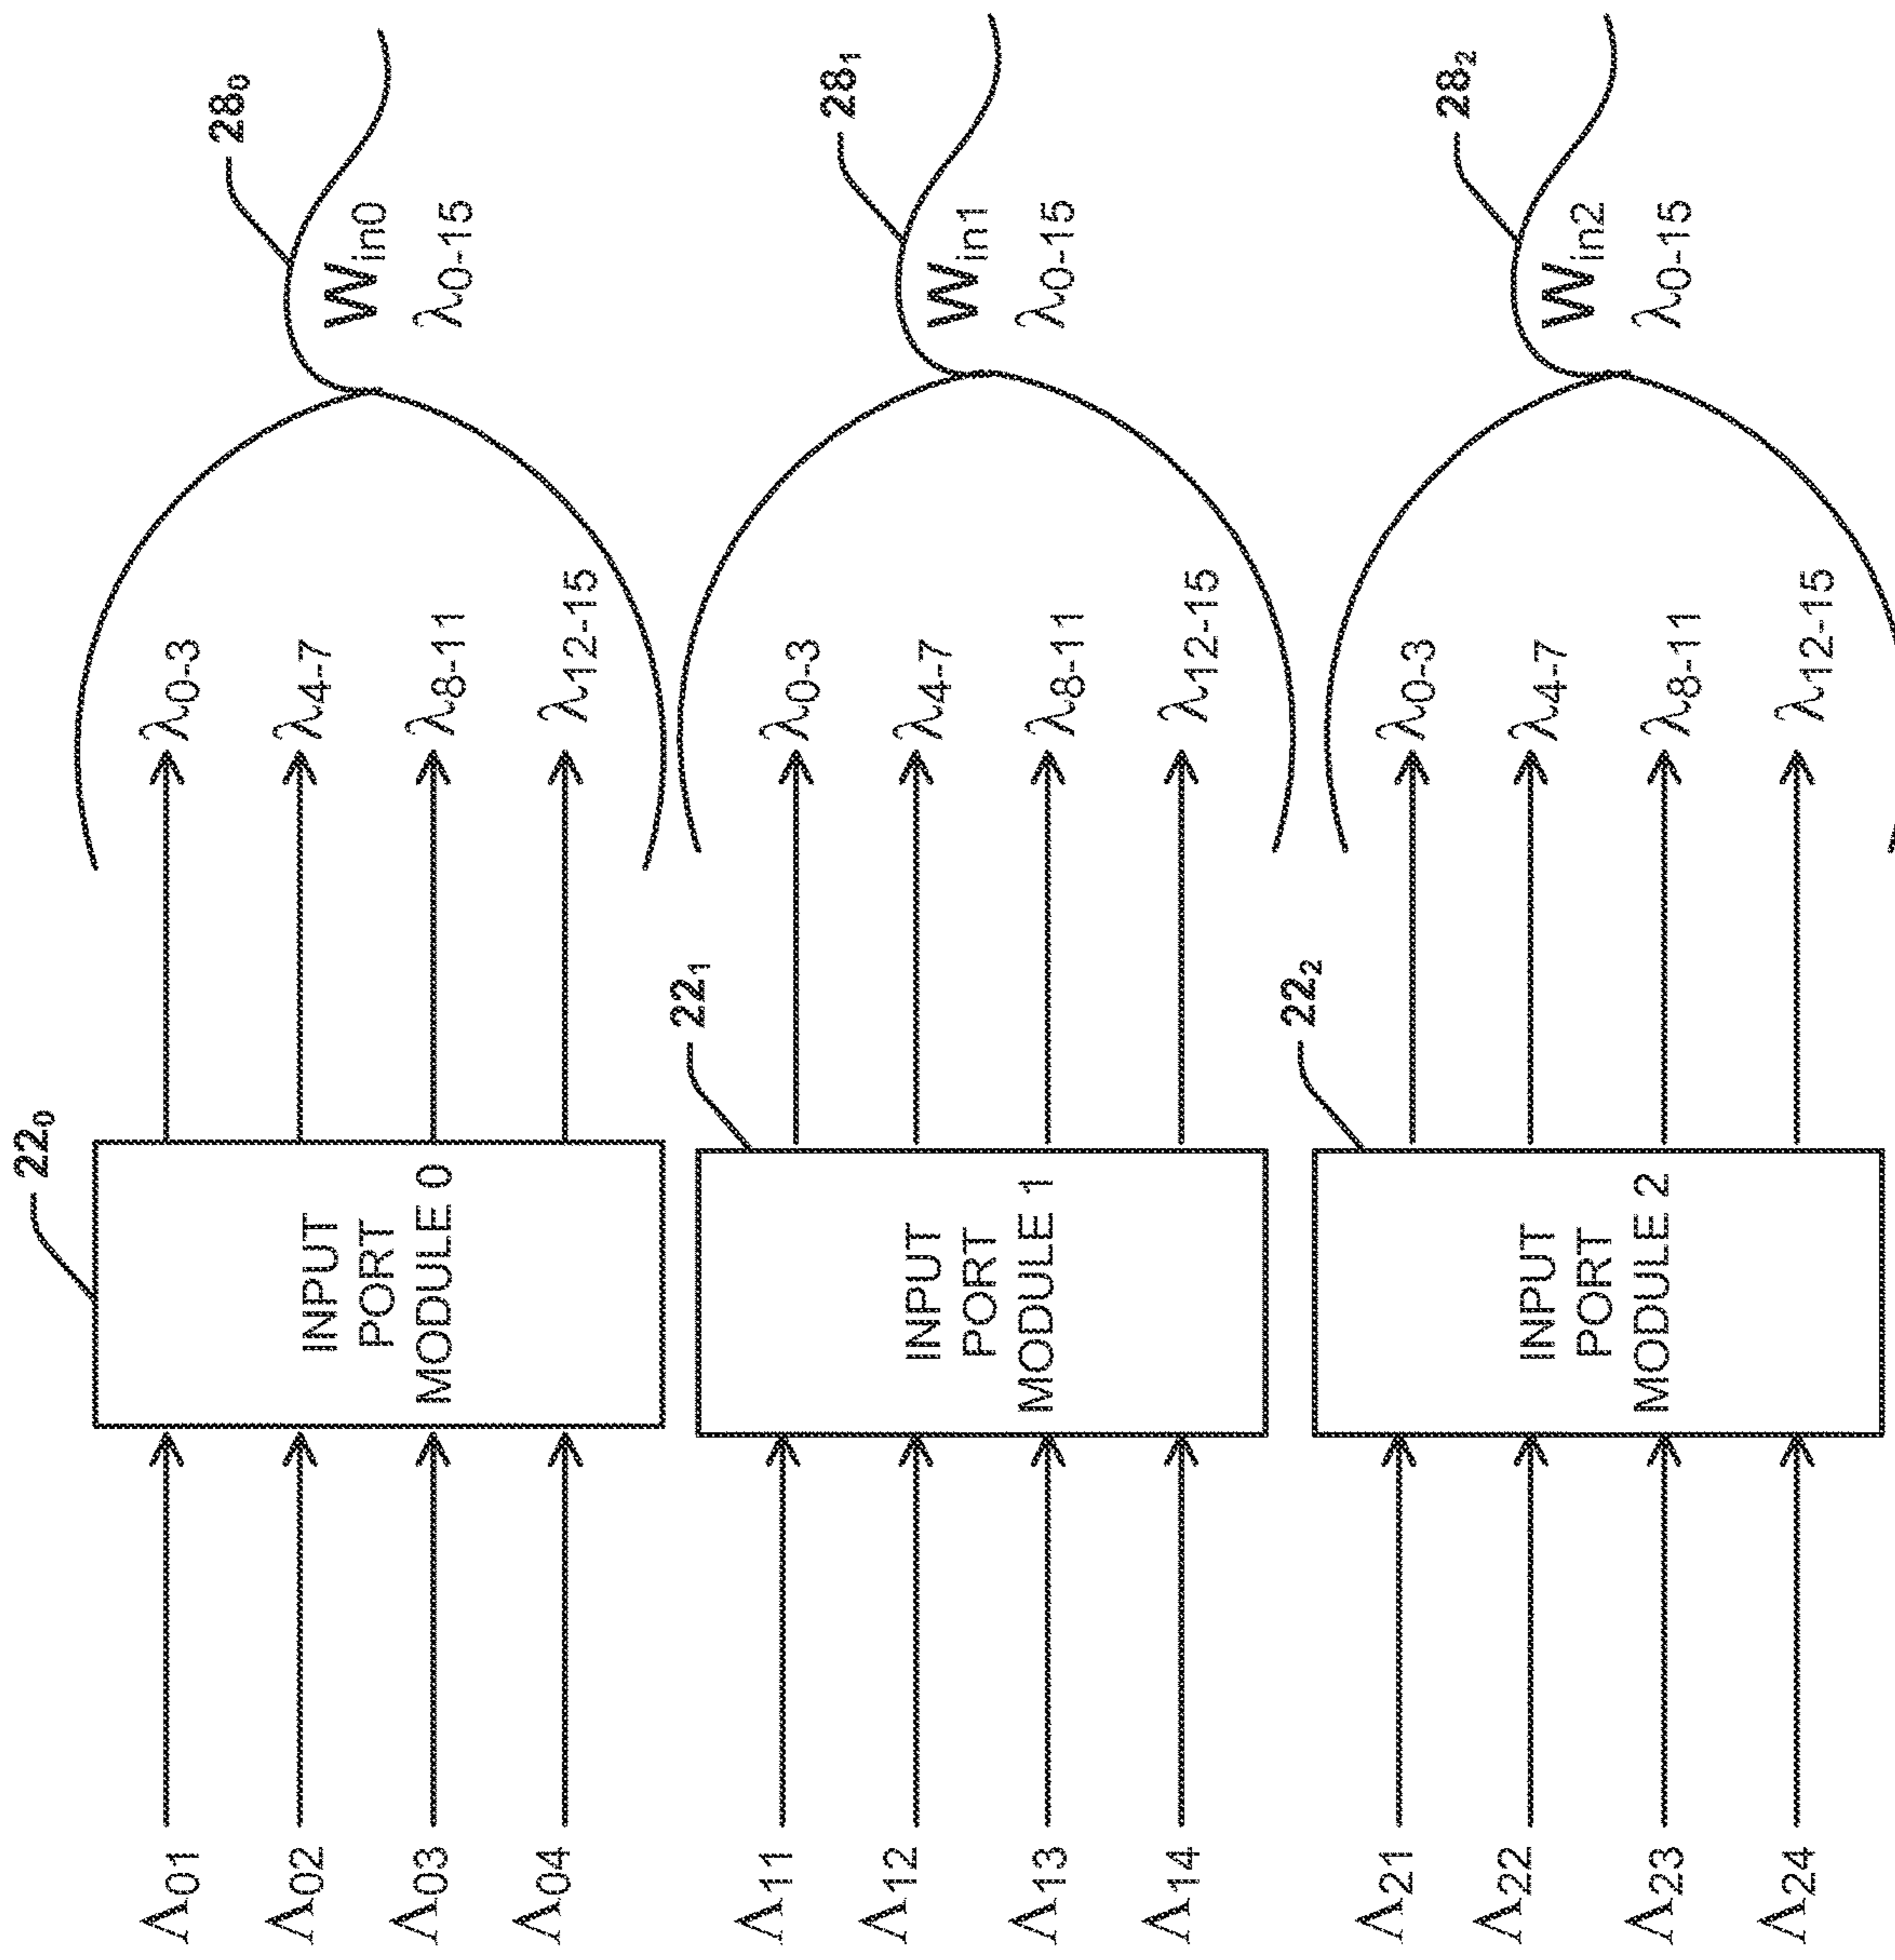 Λ01
Λ02
Λ03
Λ04
22₀
INPUT
PORT
MODULE 0
λ0-3
λ4-7
λ8-11
λ12-15
28₀
Win0
λ0-15
Λ11
Λ12
Λ13
Λ14
22₁
INPUT
PORT
MODULE 1
λ0-3
λ4-7
λ8-11
λ12-15
28₁
Win1
λ0-15
Λ21
Λ22
Λ23
Λ24
22₂
INPUT
PORT
MODULE 2
λ0-3
λ4-7
λ8-11
λ12-15
28₂
Win2
λ0-15